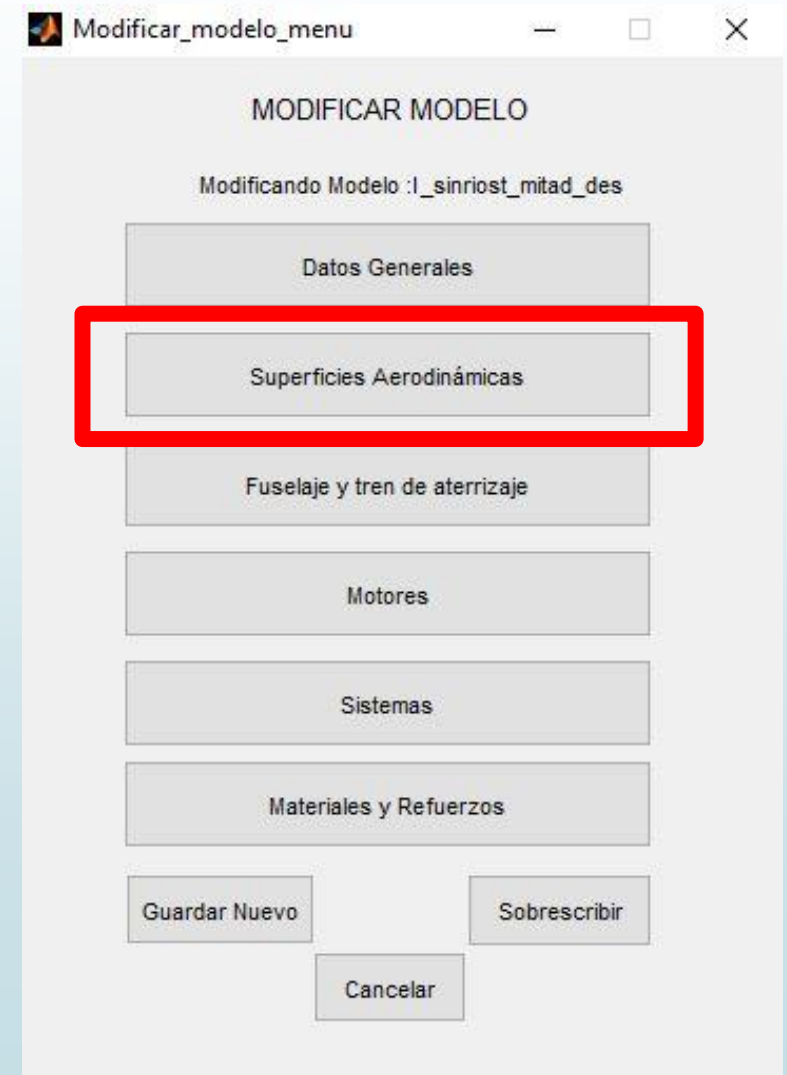 Modificar_modelo_menu
MODIFICAR MODELO
Modificando Modelo :I_sinriost_mitad_des
Datos Generales
Superficies Aerodinámicas
Fuselaje y tren de aterrizaje
Motores
Sistemas
Materiales y Refuerzos
Guardar Nuevo
Sobrescribir
Cancelar